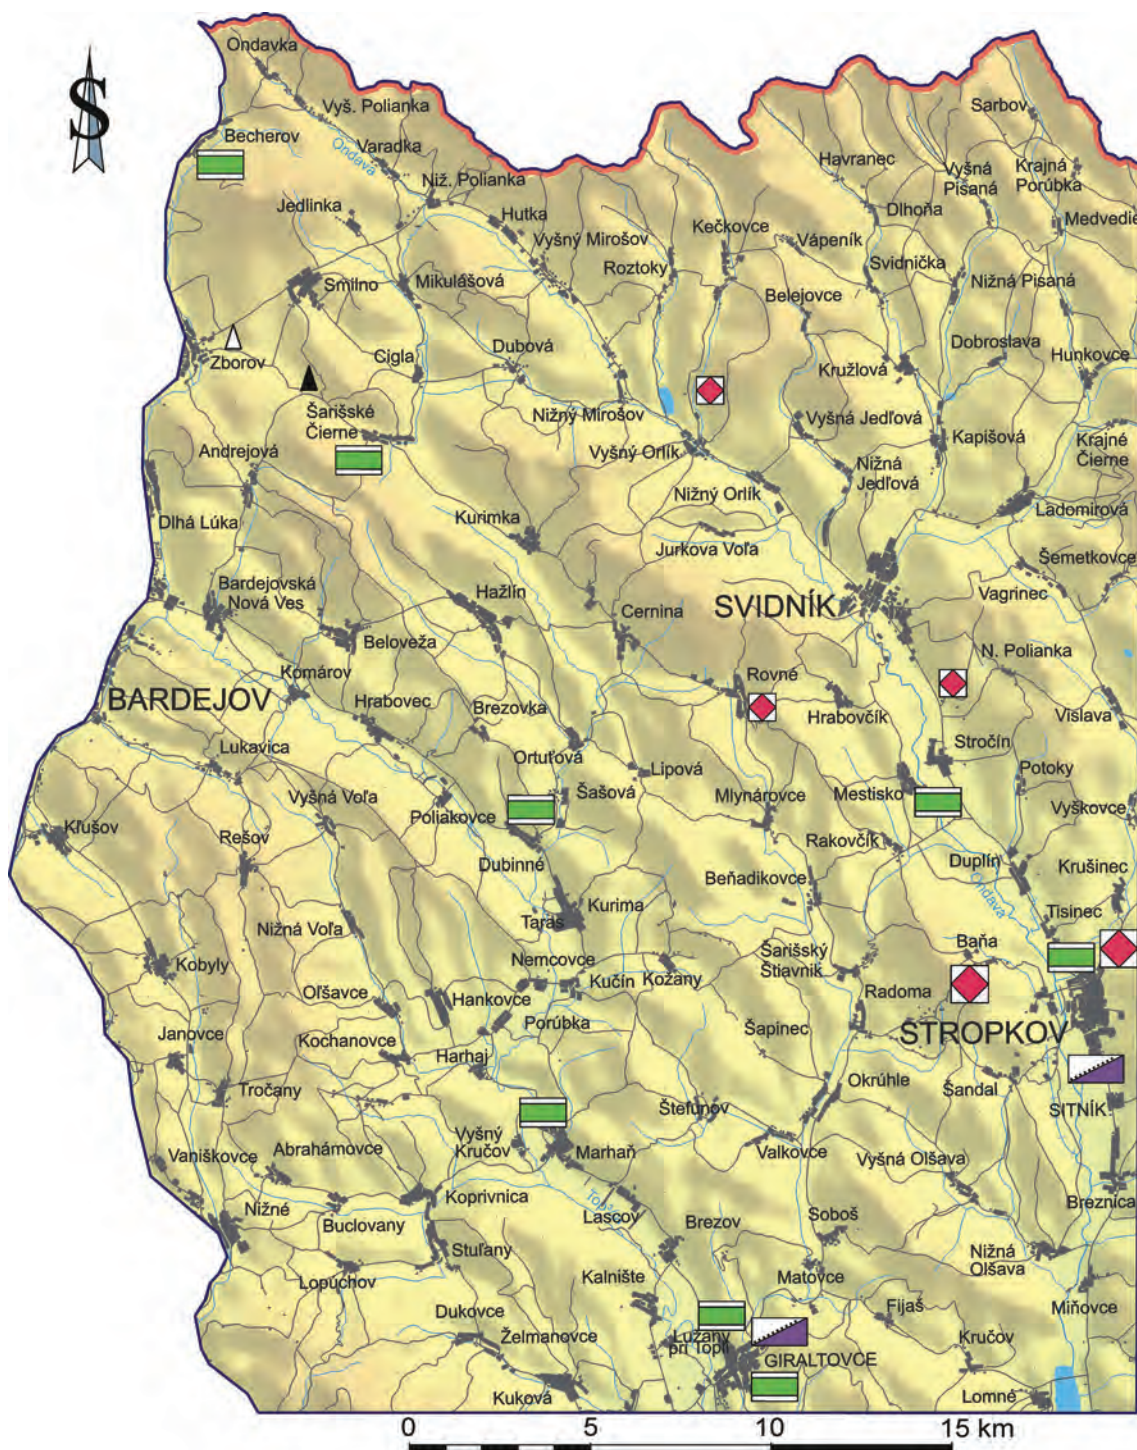 Ondavka
S
Vyš. Polianka
Sarbov
Becherov
Varadka
Ondava
Havranec
Vyšná
Pisaná
Krajná
Porúbka
Niž. Polianka
Jedlinka
Hutka
Dlhoňa
Medvedie
Vyšný Mirošov
Kečkovce
Vápeník
Roztoky
Svidnička
Smilno
Mikulášová
Nižná Pisaná
Belejovce
Zborov
Cigla
Dubová
Dobroslava
Hunkovce
Kružlová
Šarišské
Čierne
Nižný Mirošov
Vyšná Jedľová
Andrejová
Vyšný Orlík
Kapišová
Krajné
Čierne
Nižná
Jedľová
Nižný Orlík
Dlhá Lúka
Kurimka
Ladomirová
Jurkova Voľa
Šemetkovce
Bardejovská
Nová Ves
Hažlín
Vagrinec
Cernina
SVIDNÍK
Beloveža
Komárov
N. Polianka
Rovné
BARDEJOV
Hrabovec
Brezovka
Hrabovčík
Vislava
Lukavica
Ortuťová
Stročín
Lipová
Vyšná Voľa
Šašová
Potoky
Mlynárovce
Mestisko
Vyškovce
Poliakovce
Kľušov
Rešov
Rakovčík
Dubinné
Duplín
Krušinec
Beňadikovce
Ondava
Kurima
Taras
Tisinec
Nižná Voľa
Baňa
Nemcovce
Šarišský
Štiavnik
Kobyly
Kučín
Kožany
Oľšavce
Hankovce
Radoma
Porúbka
Šapinec
STROPKOV
Janovce
Kochanovce
Harhaj
Okrúhle
Šandal
Tročany
Štefunov
SITNÍK
Vyšný
Kručov
Abrahámovce
Marhaň
Valkovce
Vyšná Olšava
Vaniškovce
Koprivnica
Breznica
Topľa
Nižné
Lascov
Buclovany
Brezov
Soboš
Stuľany
Nižná
Olšava
Lopúchov
Kalnište
Matovce
Miňovce
Dukovce
Fijaš
Želmanovce
Lužany
pri Topli
Kručov
GIRALTOVCE
Kuková
Lomné
0 5 10 15 km